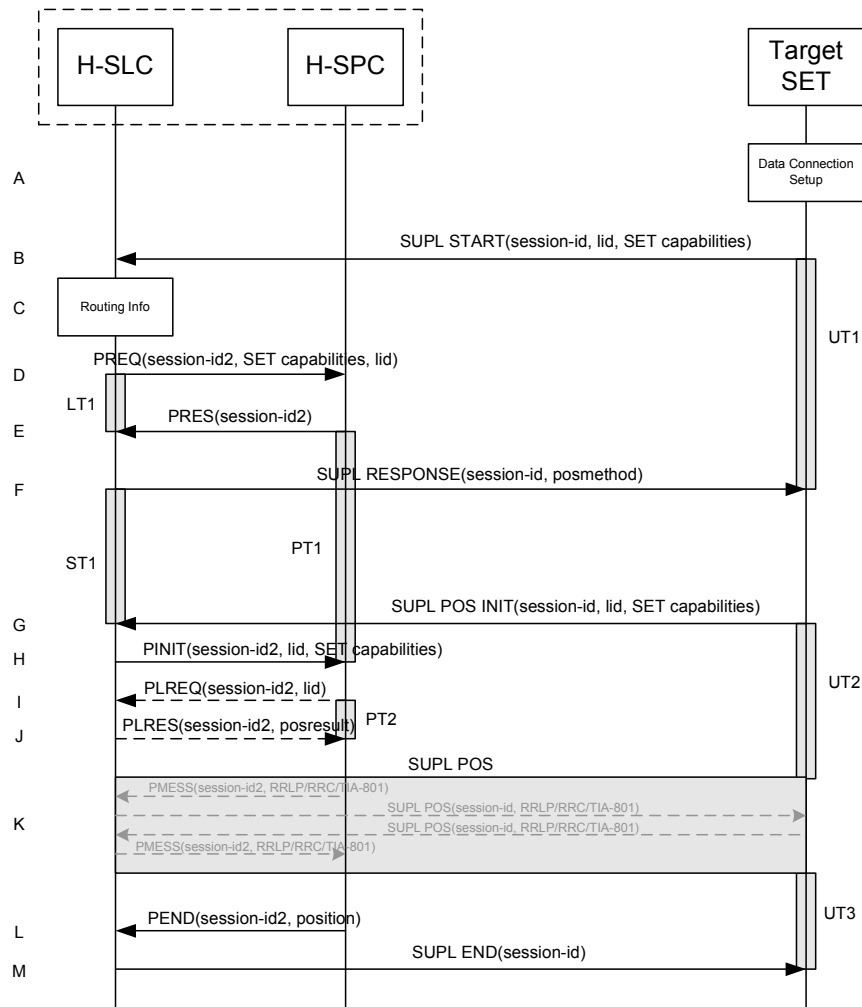 H-SLC
H-SPC
Target
SET
A
Data Connection
Setup
SUPL START(session-id, lid, SET capabilities)
B
C
Routing Info
UT1
PREQ(session-id2, SET capabilities, lid)
D
LT1
PRES(session-id2)
E
SUPL RESPONSE(session-id, posmethod)
F
PT1
ST1
SUPL POS INIT(session-id, lid, SET capabilities)
G
PINIT(session-id2, lid, SET capabilities)
H
PLREQ(session-id2, lid)
UT2
I
PT2
PLRES(session-id2, posresult)
J
SUPL POS
PMESS(session-id2, RRLP/RRC/TIA-801)
SUPL POS(session-id, RRLP/RRC/TIA-801)
K
SUPL POS(session-id, RRLP/RRC/TIA-801)
PMESS(session-id2, RRLP/RRC/TIA-801)
PEND(session-id2, position)
UT3
L
SUPL END(session-id)
M